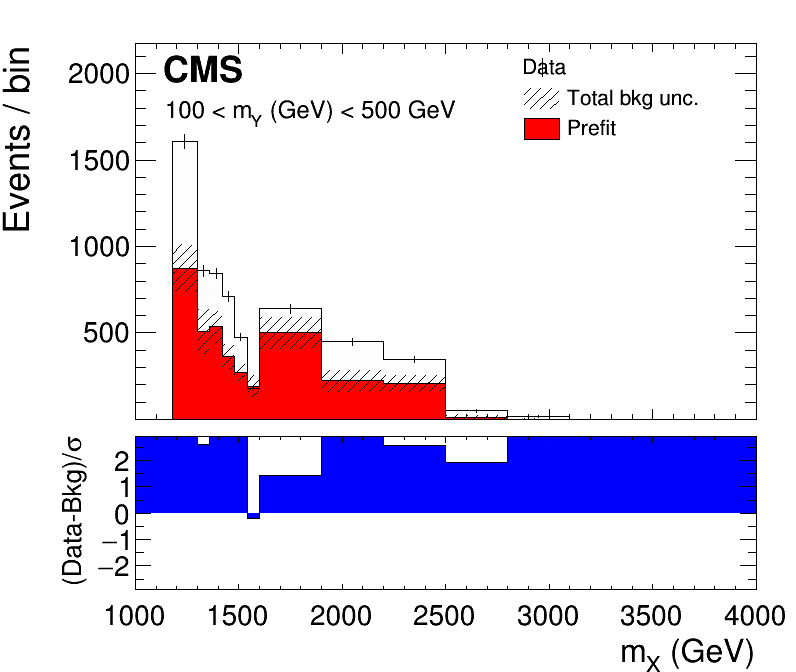 Events / bin
2000
1500
1000
500
CMS
100 < m_Y (GeV) < 500 GeV
Data
Total bkg unc.
Prefit
(Data-Bkg)/σ
2
1
0
−1
−2
1000 1500 2000 2500 3000 3500 4000
m_X (GeV)